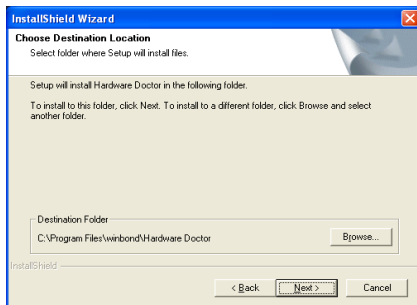 InstallShield Wizard
Choose Destination Location
Select folder where Setup will install files.
Setup will install Hardware Doctor in the following folder.
To install to this folder, click Next. To install to a different folder, click Browse and select
another folder.
Destination Folder
C:\Program Files\winbond\Hardware Doctor
Browse...
InstallShield
< Back
Next >
Cancel